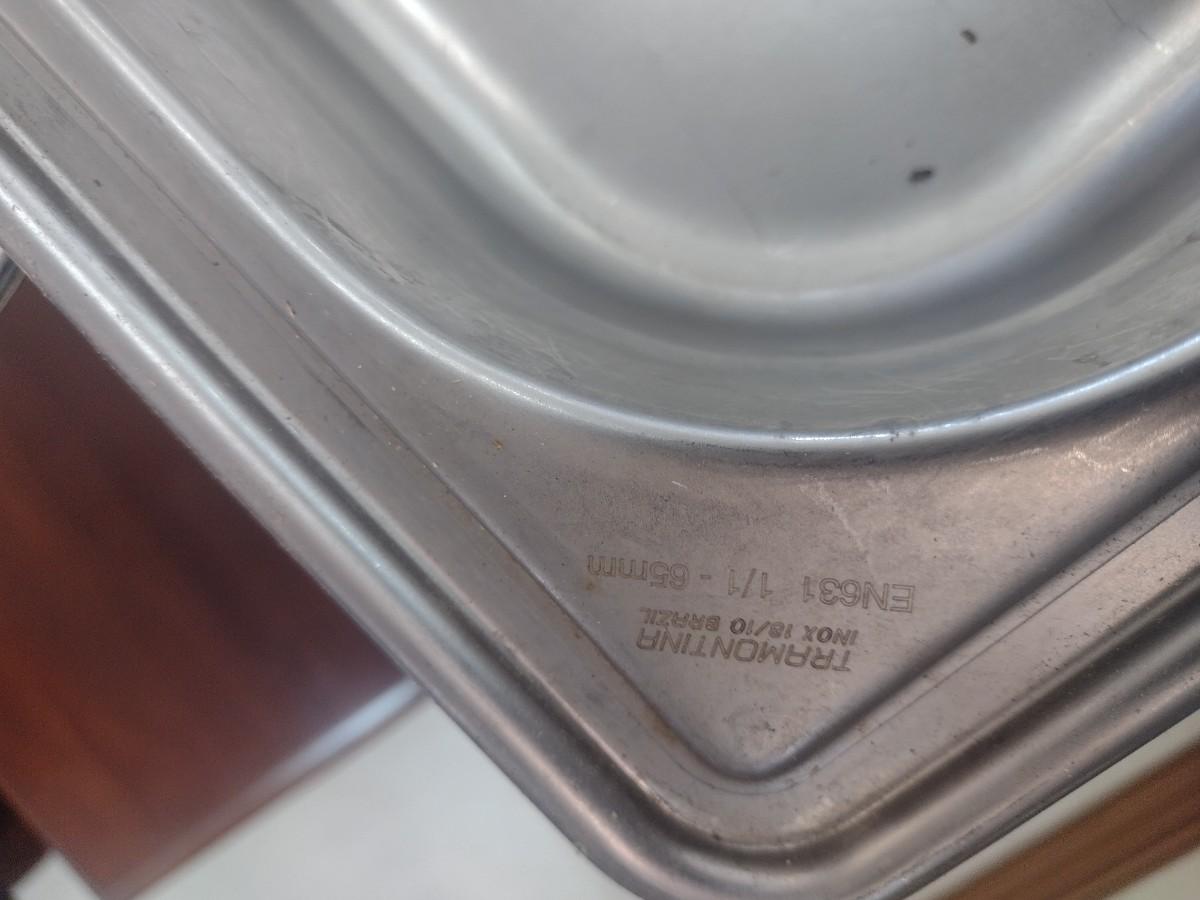 TRAMONTINA
INOX 18/10 BRAZIL
EN631 1/1 - 65mm